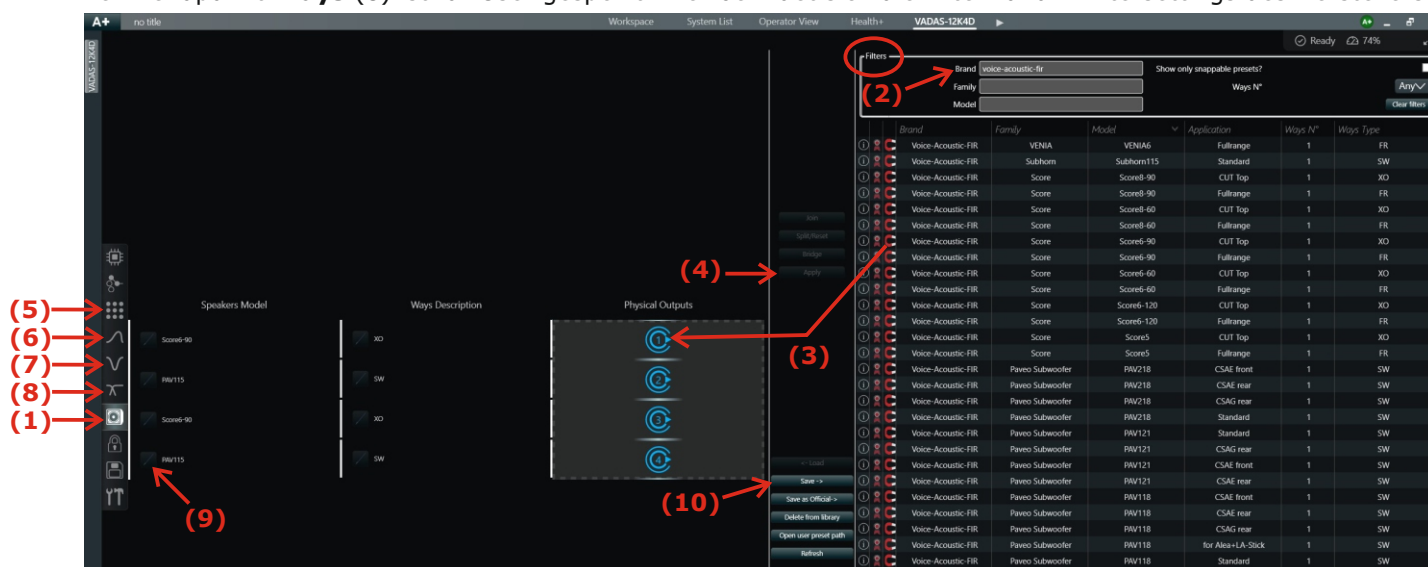 A+ no title Workspace System List Operator View Health+ VADAS-12K4D
VADAS-12K4D
Ready 74%
Filters
Brand voice-acoustic-fir Show only snappable presets?
(2)
Family Ways N° Any
Model Clear filters
Brand Family Model Application Ways N° Ways Type
Voice-Acoustic-FIR VENIA VENIA6 Fullrange 1 FR
Voice-Acoustic-FIR Subhorn Subhorn115 Standard 1 SW
Voice-Acoustic-FIR Score Score8-90 CUT Top 1 XO
Voice-Acoustic-FIR Score Score8-90 Fullrange 1 FR
Voice-Acoustic-FIR Score Score8-60 CUT Top 1 XO
Voice-Acoustic-FIR Score Score8-60 Fullrange 1 FR
Voice-Acoustic-FIR Score Score6-90 CUT Top 1 XO
Voice-Acoustic-FIR Score Score6-90 Fullrange 1 FR
Voice-Acoustic-FIR Score Score6-60 CUT Top 1 XO
Voice-Acoustic-FIR Score Score6-60 Fullrange 1 FR
Voice-Acoustic-FIR Score Score6-120 CUT Top 1 XO
Voice-Acoustic-FIR Score Score6-120 Fullrange 1 FR
Voice-Acoustic-FIR Score Score5 CUT Top 1 XO
Voice-Acoustic-FIR Score Score5 Fullrange 1 FR
Voice-Acoustic-FIR Paveo Subwoofer PAV218 CSAE front 1 SW
Voice-Acoustic-FIR Paveo Subwoofer PAV218 CSAE rear 1 SW
Voice-Acoustic-FIR Paveo Subwoofer PAV218 CSAG rear 1 SW
Voice-Acoustic-FIR Paveo Subwoofer PAV218 Standard 1 SW
Voice-Acoustic-FIR Paveo Subwoofer PAV121 Standard 1 SW
Voice-Acoustic-FIR Paveo Subwoofer PAV121 CSAG rear 1 SW
Voice-Acoustic-FIR Paveo Subwoofer PAV121 CSAE front 1 SW
Voice-Acoustic-FIR Paveo Subwoofer PAV121 CSAE rear 1 SW
Voice-Acoustic-FIR Paveo Subwoofer PAV118 CSAE front 1 SW
Voice-Acoustic-FIR Paveo Subwoofer PAV118 CSAE rear 1 SW
Voice-Acoustic-FIR Paveo Subwoofer PAV118 CSAG rear 1 SW
Voice-Acoustic-FIR Paveo Subwoofer PAV118 for Alea+LA-Stick 1 SW
Voice-Acoustic-FIR Paveo Subwoofer PAV118 Standard 1 SW
Join
Split/Reset
Bridge
(4) Apply
(3)
Speakers Model Ways Description Physical Outputs
(5)
(6) Score6-90 XO 1
(7)
(8) PAV115 SW 2
(1) Score6-90 XO 3
PAV115 SW 4
(9)
<- Load
(10) Save ->
Save as Official->
Delete from library
Open user preset path
Refresh